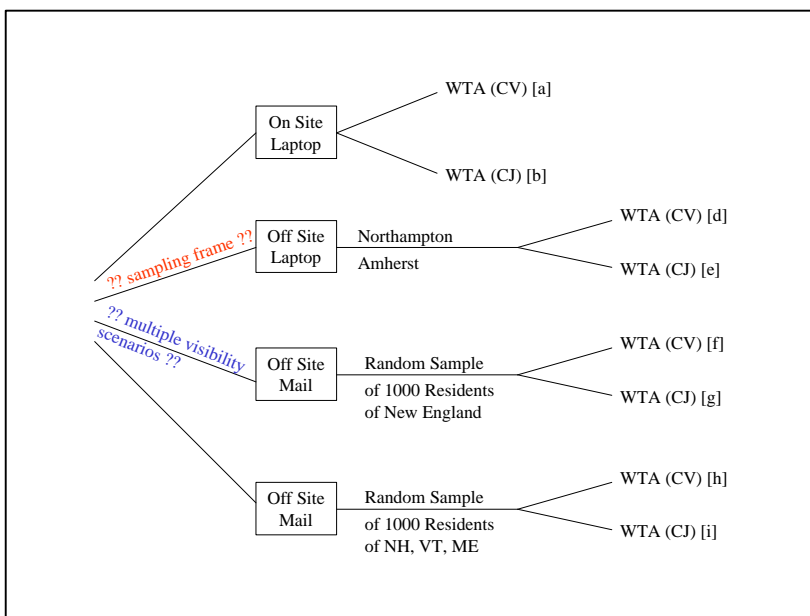 WTA (CV) [a]
On Site
Laptop
WTA (CJ) [b]
?? sampling frame ??
Off Site
Laptop
Northampton
Amherst
WTA (CV) [d]
WTA (CJ) [e]
?? multiple visibility
scenarios ??
Off Site
Mail
Random Sample
of 1000 Residents
of New England
WTA (CV) [f]
WTA (CJ) [g]
Off Site
Mail
Random Sample
of 1000 Residents
of NH, VT, ME
WTA (CV) [h]
WTA (CJ) [i]